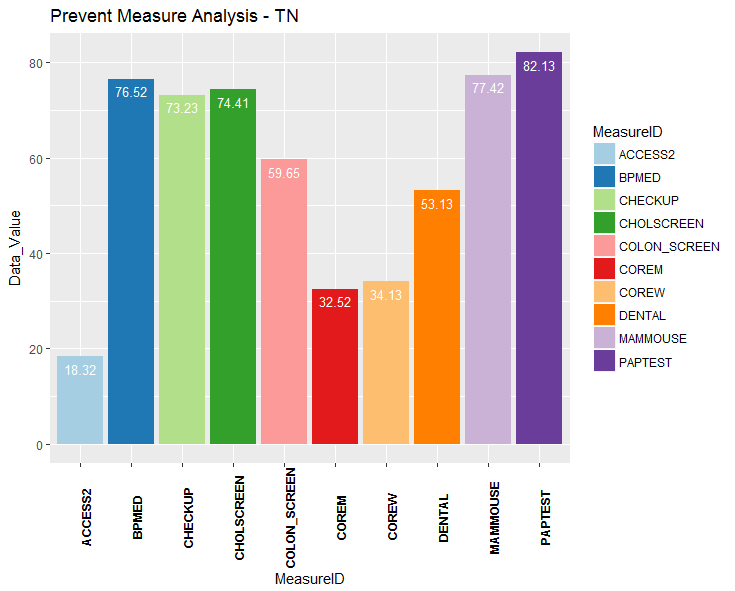 Prevent Measure Analysis - TN
Data_Value
80
60
40
20
0
18.32
76.52
73.23
74.41
59.65
32.52
34.13
53.13
77.42
82.13
ACCESS2
BPMED
CHECKUP
CHOLSCREEN
COLON_SCREEN
COREM
COREW
DENTAL
MAMMOUSE
PAPTEST
MeasureID
MeasureID
ACCESS2
BPMED
CHECKUP
CHOLSCREEN
COLON_SCREEN
COREM
COREW
DENTAL
MAMMOUSE
PAPTEST